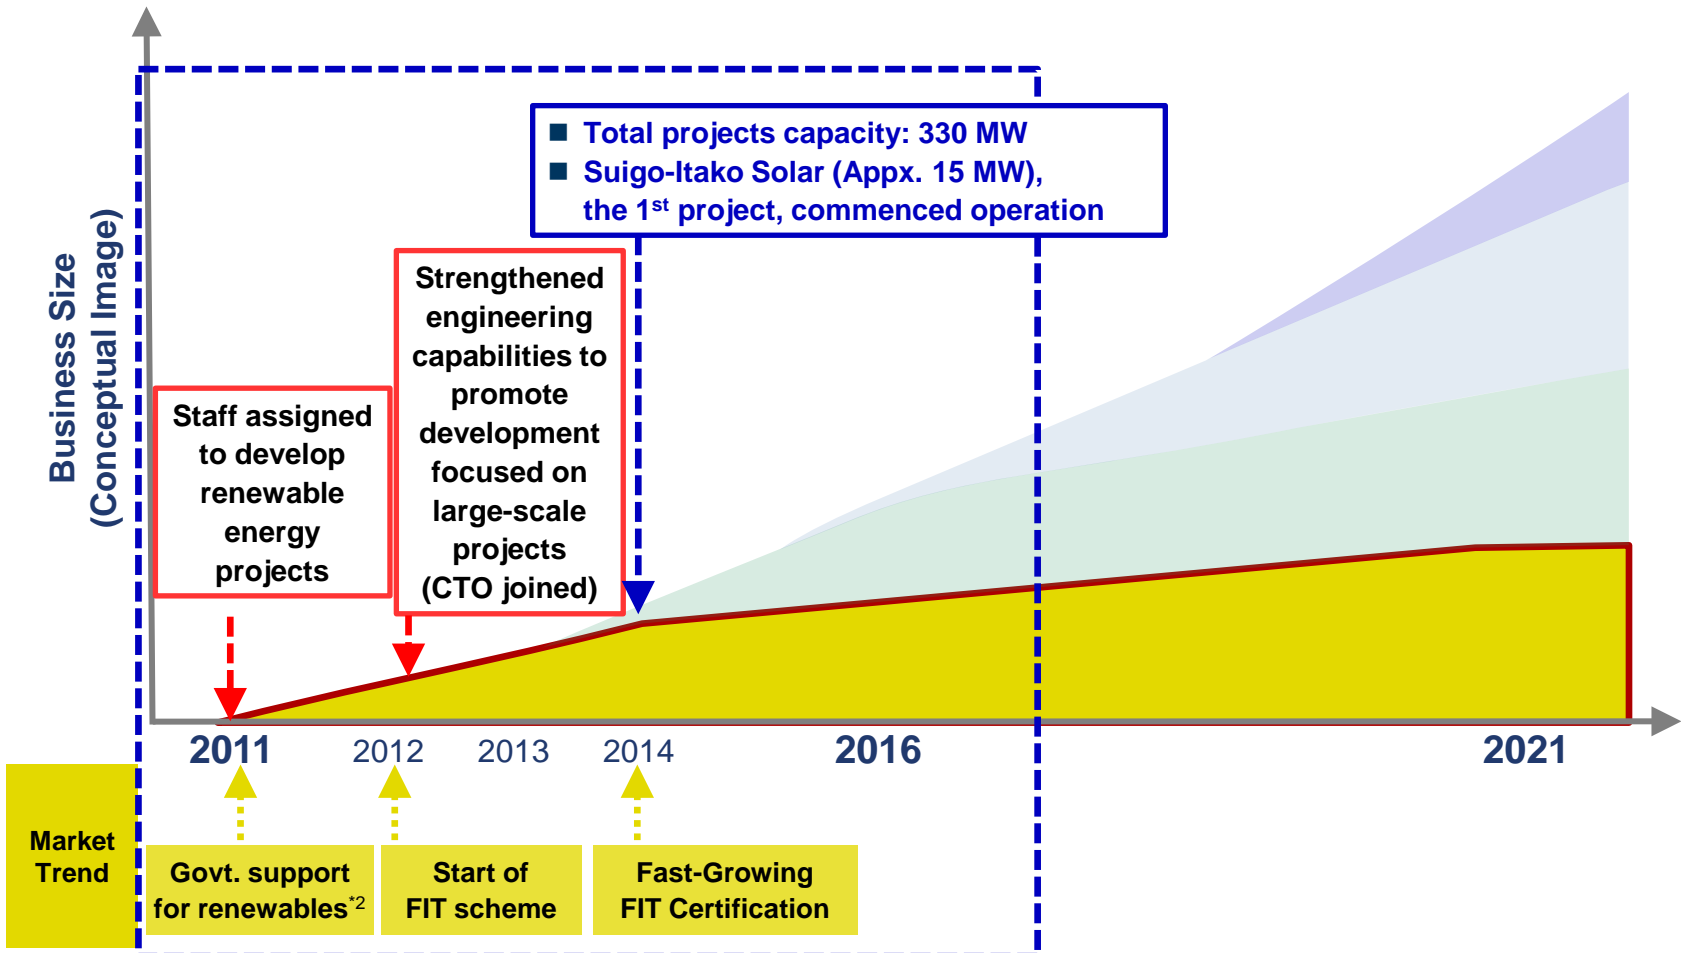 Business Size
(Conceptual Image)
■ Total projects capacity: 330 MW
■ Suigo-Itako Solar (Appx. 15 MW),
the 1st project, commenced operation
Strengthened
engineering
capabilities to
promote
development
focused on
large-scale
projects
(CTO joined)
Staff assigned
to develop
renewable
energy
projects
2011 2012 2013 2014 2016 2021
Market
Trend
Govt. support
for renewables*2
Start of
FIT scheme
Fast-Growing
FIT Certification